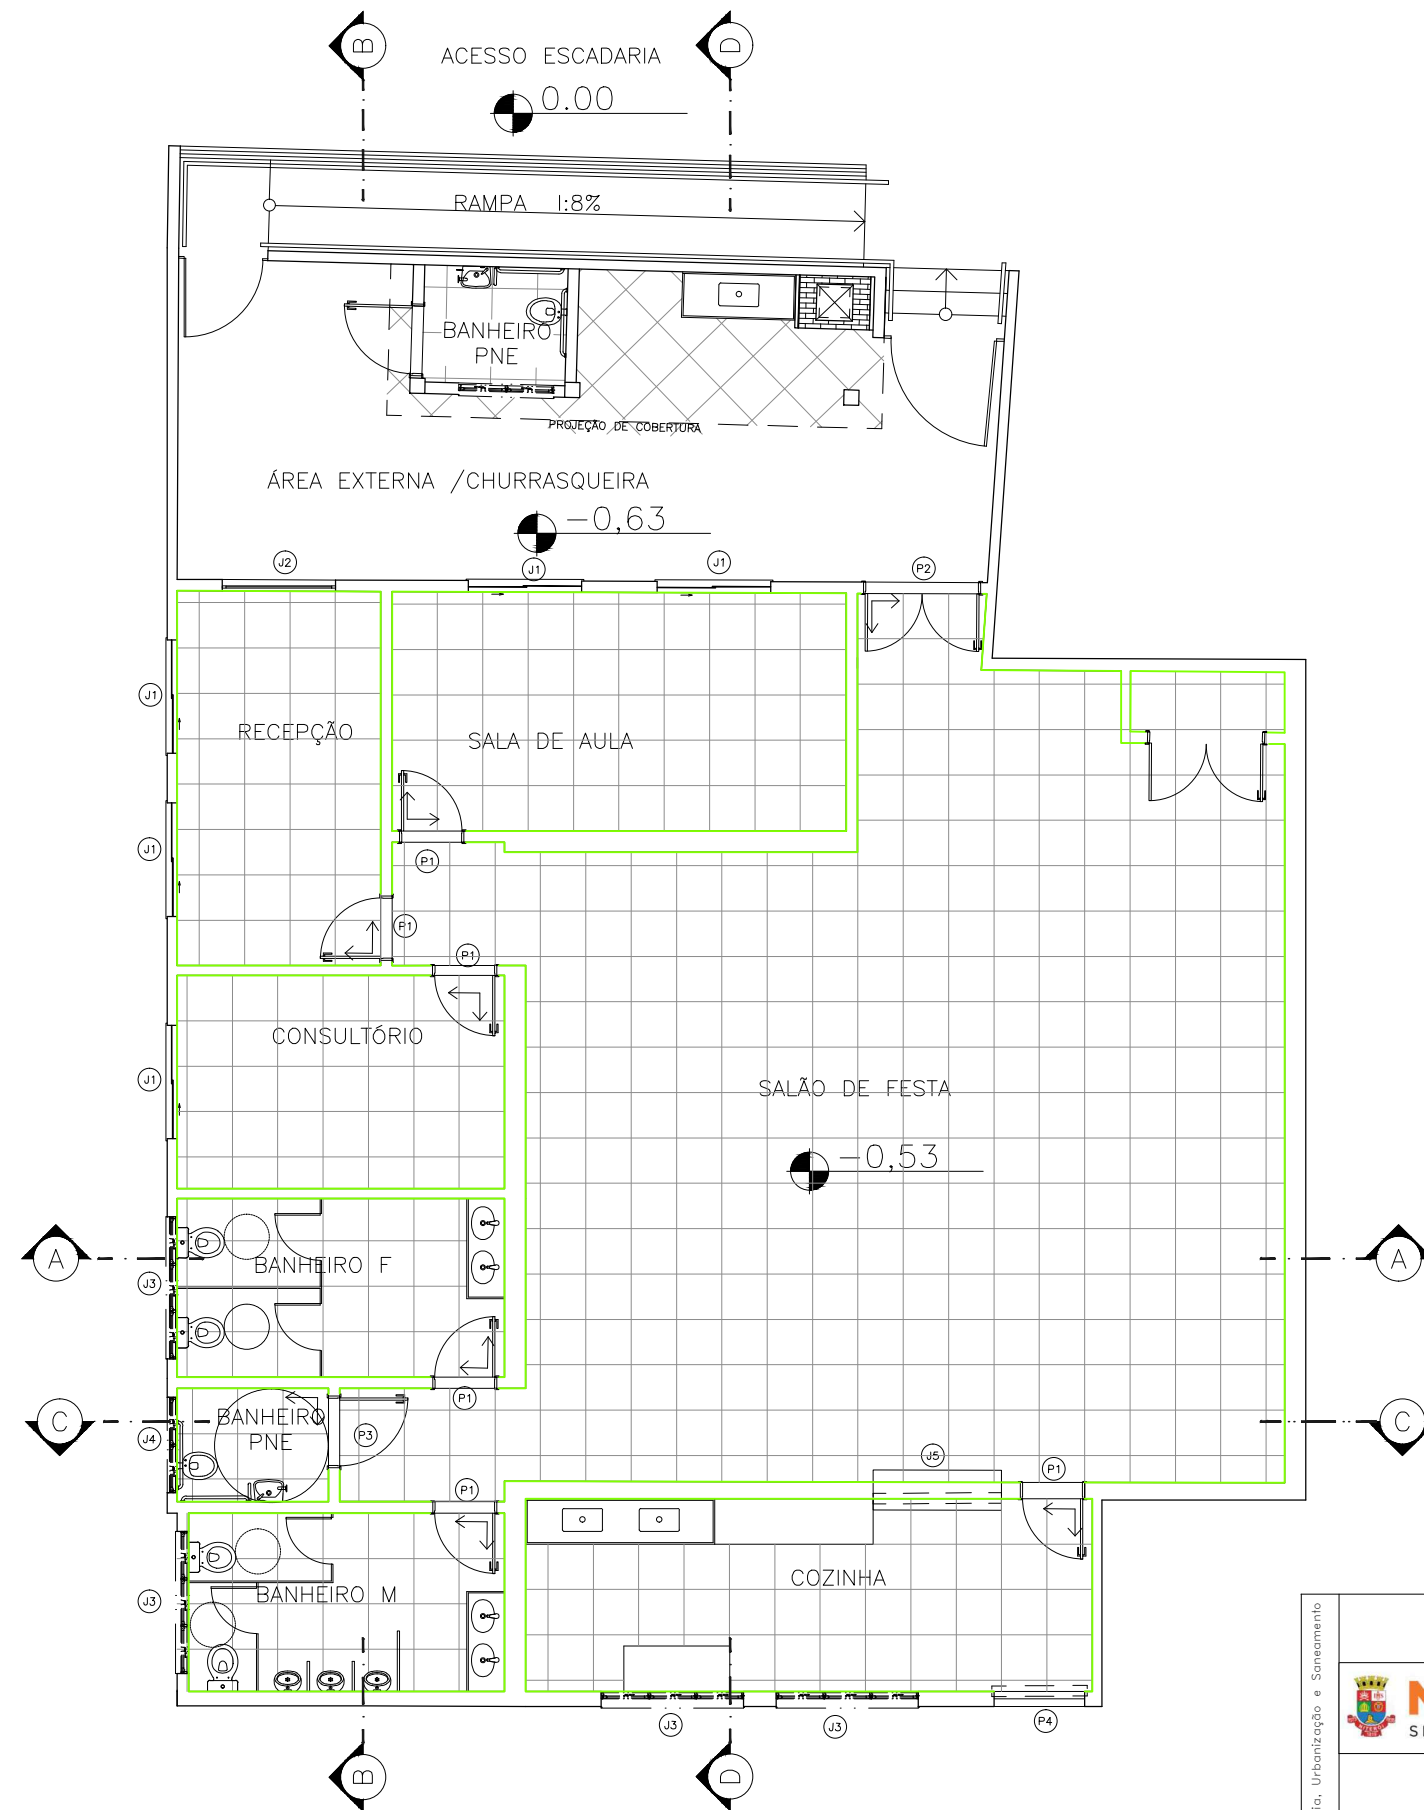 B
D
ACESSO ESCADARIA
0.00
RAMPA I:8%
BANHEIRO
PNE
PROJEÇÃO DE COBERTURA
ÁREA EXTERNA /CHURRASQUEIRA
-0,63
J2
J1
J1
P2
J1
RECEPÇÃO
SALA DE AULA
J1
P1
P1
P1
CONSULTÓRIO
J1
SALÃO DE FESTA
-0,53
A
BANHEIRO F
A
J3
P1
C
BANHEIRO
PNE
P3
C
J4
J5
P1
P1
COZINHA
BANHEIRO M
J3
J3
J3
P4
B
D
ia, Urbanização e Saneamento
N
S